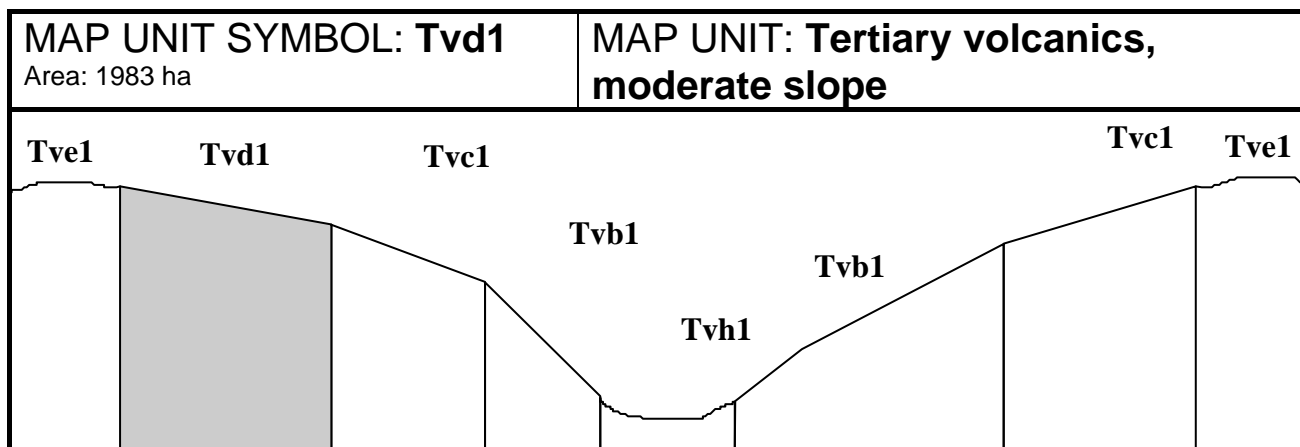 MAP UNIT SYMBOL: Tvd1
Area: 1983 ha
MAP UNIT: Tertiary volcanics,
moderate slope
Tve1
Tvd1
Tvc1
Tvb1
Tvh1
Tvb1
Tvc1
Tve1